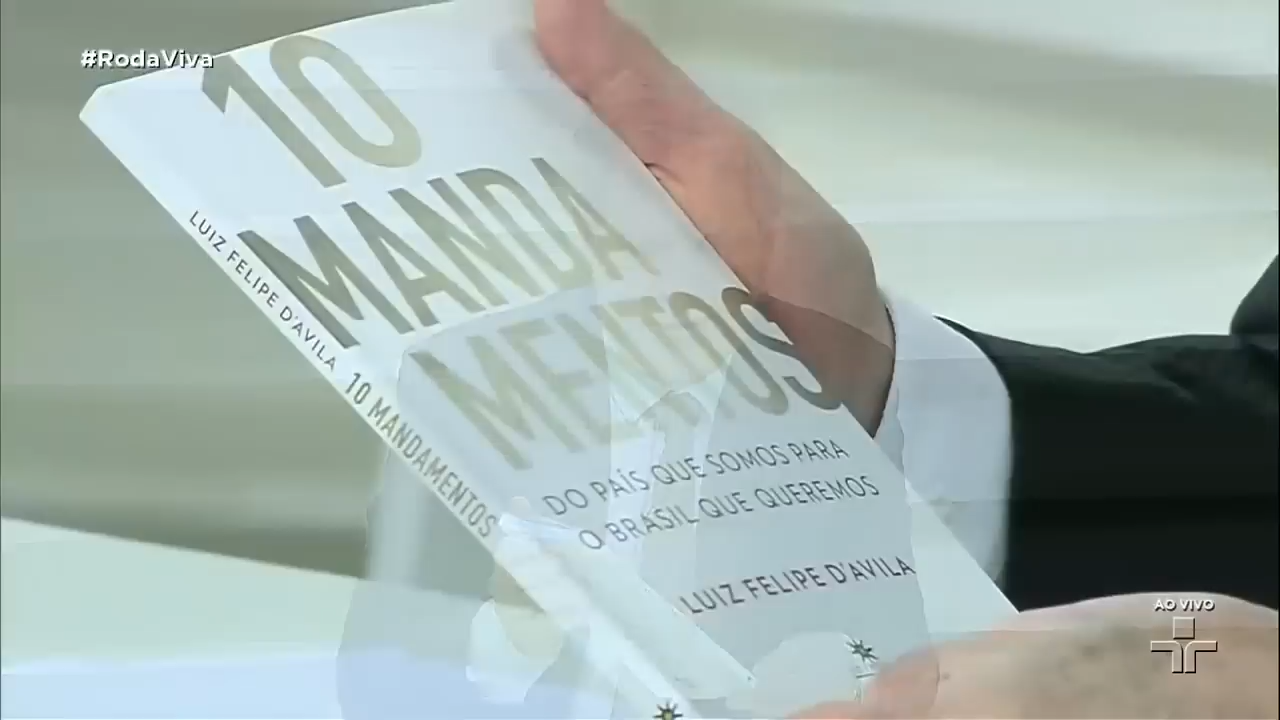 #RodaViva
10
MANDA
MENTOS
DO PAÍS QUE SOMOS PARA
O BRASIL QUE QUEREMOS
LUIZ FELIPE D'AVILA
LUIZ FELIPE D'AVILA 10 MANDAMENTOS
AO VIVO